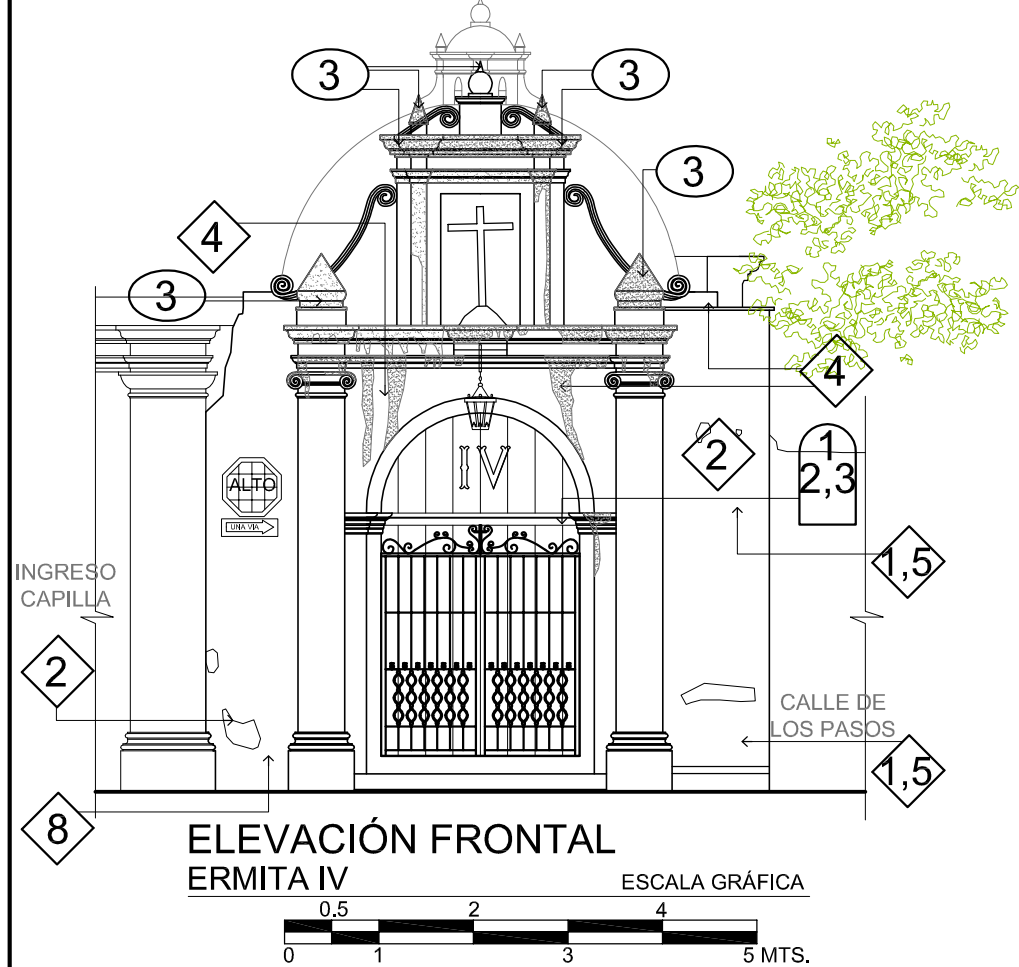 3
3
3
4
3
4
2
1
2,3
IV
ALTO
UNA VIA
1,5
INGRESO
CAPILLA
2
CALLE DE
LOS PASOS
1,5
8
ELEVACIÓN FRONTAL
ERMITA IV
ESCALA GRÁFICA
0.5 2 4
0 1 3 5 MTS.